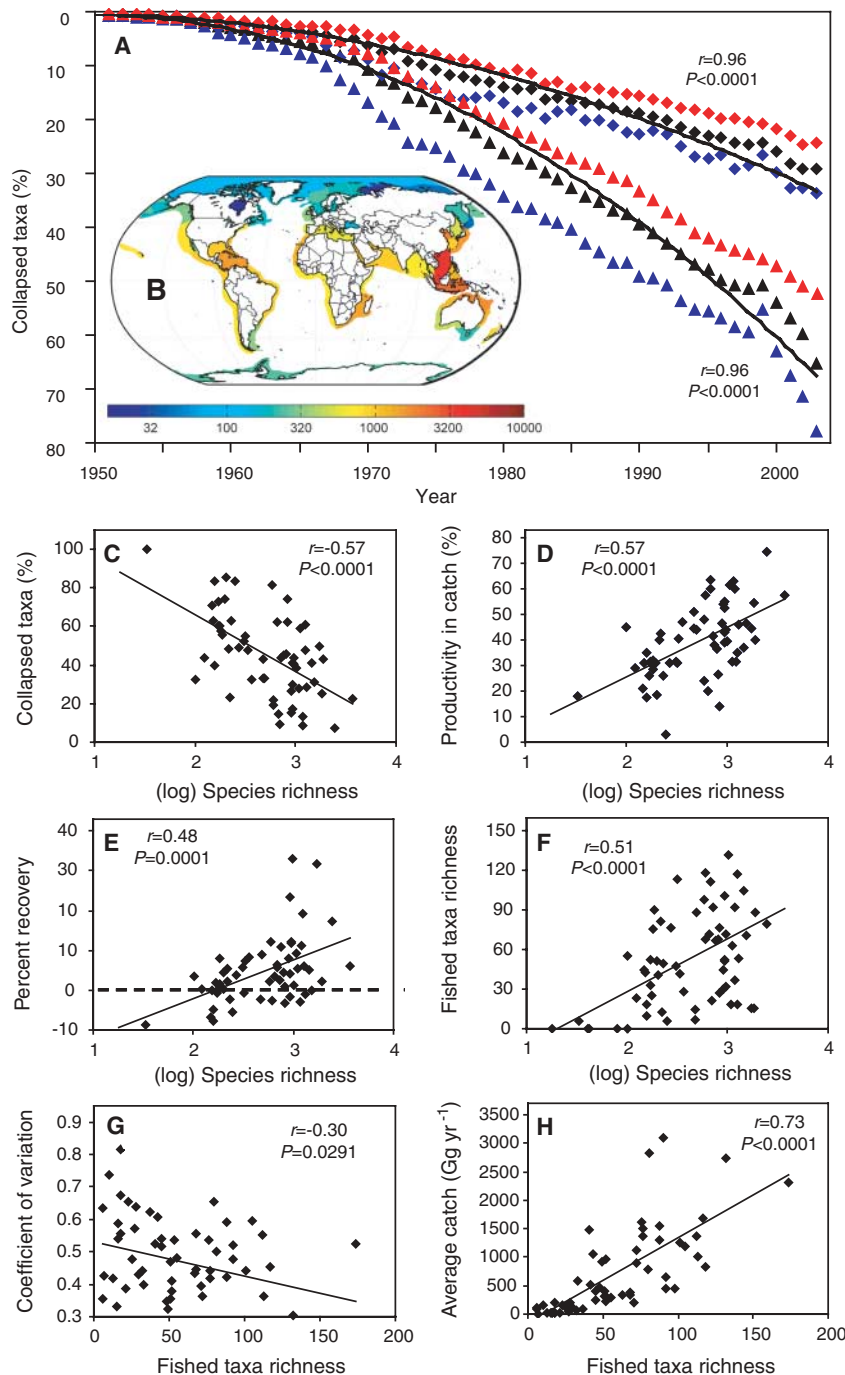 A
0
10
20
30
40
50
60
70
80
Collapsed taxa (%)
r=0.96
P<0.0001
B
r=0.96
P<0.0001
32 100 320 1000 3200 10000
1950 1960 1970 1980 1990 2000
Year
C
r=-0.57
P<0.0001
100
80
60
40
20
0
Collapsed taxa (%)
1 2 3 4
(log) Species richness
D
r=0.57
P<0.0001
80
70
60
50
40
30
20
10
0
Productivity in catch (%)
1 2 3 4
(log) Species richness
E
r=0.48
P=0.0001
40
30
10
10
0
-10
Percent recovery
1 2 3 4
(log) Species richness
F
r=0.51
P<0.0001
150
120
90
60
30
0
Fished taxa richness
1 2 3 4
(log) Species richness
G
r=-0.30
P=0.0291
0.9
0.8
0.7
0.6
0.5
0.4
0.3
Coefficient of variation
0 50 100 150 200
Fished taxa richness
H
r=0.73
P<0.0001
3500
3000
2500
2000
1500
1000
500
0
Average catch (Gg yr⁻¹)
0 50 100 150 200
Fished taxa richness